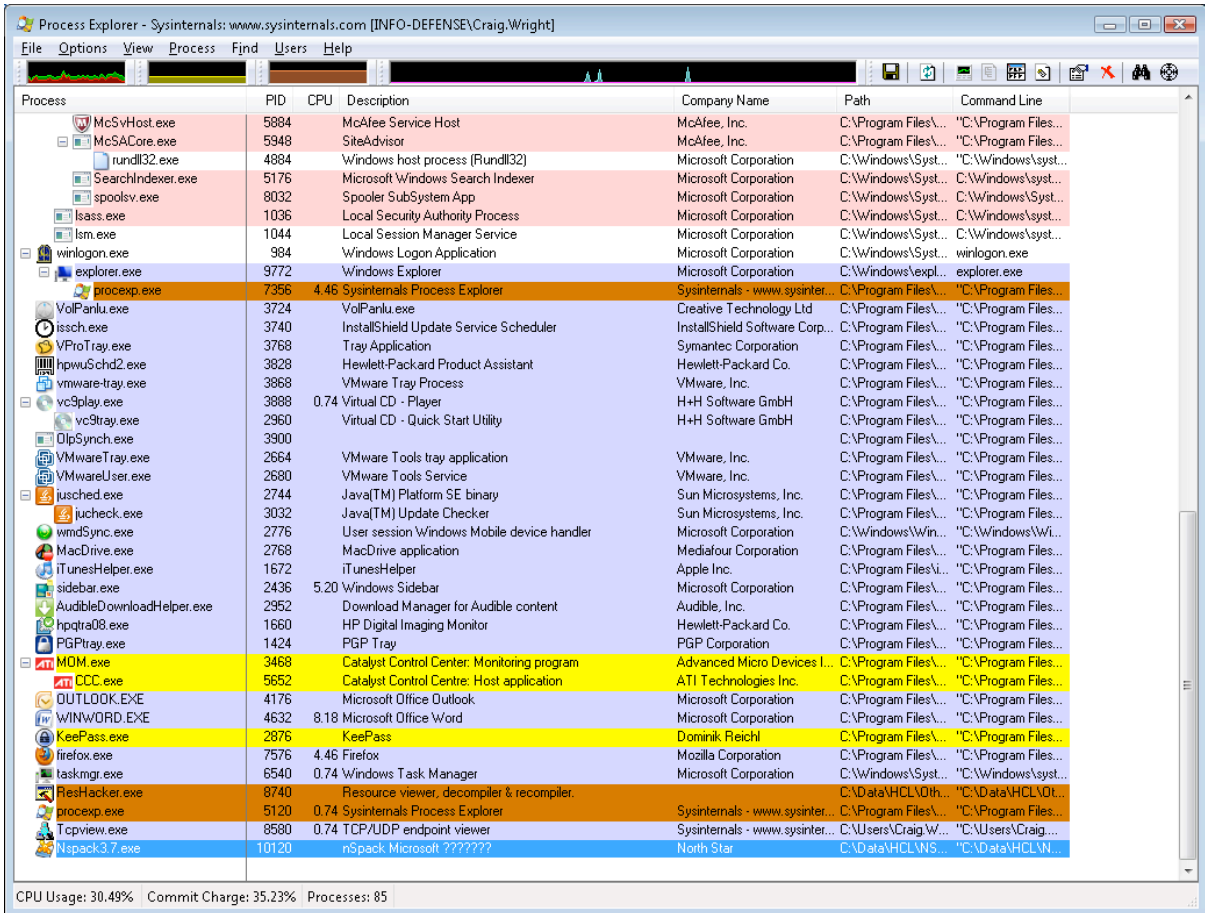 Process Explorer - Sysinternals: www.sysinternals.com [INFO-DEFENSE\Craig.Wright]
File Options View Process Find Users Help
Process PID CPU Description Company Name Path Command Line
McSvHost.exe 5884 McAfee Service Host McAfee, Inc. C:\Program Files\... "C:\Program Files...
McSACore.exe 5948 SiteAdvisor McAfee, Inc. C:\Program Files\... "C:\Program Files...
rundll32.exe 4884 Windows host process (Rundll32) Microsoft Corporation C:\Windows\Syst... "C:\Windows\syst...
SearchIndexer.exe 5176 Microsoft Windows Search Indexer Microsoft Corporation C:\Windows\Syst... C:\Windows\syst...
spoolsv.exe 8032 Spooler SubSystem App Microsoft Corporation C:\Windows\Syst... C:\Windows\Syst...
lsass.exe 1036 Local Security Authority Process Microsoft Corporation C:\Windows\Syst... C:\Windows\syst...
lsm.exe 1044 Local Session Manager Service Microsoft Corporation C:\Windows\Syst... C:\Windows\syst...
winlogon.exe 984 Windows Logon Application Microsoft Corporation C:\Windows\Syst... winlogon.exe
explorer.exe 9772 Windows Explorer Microsoft Corporation C:\Windows\expl... explorer.exe
procexp.exe 7356 4.46 Sysinternals Process Explorer Sysinternals - www.sysinter... C:\Program Files\... "C:\Program Files...
VolPanlu.exe 3724 VolPanlu.exe Creative Technology Ltd C:\Program Files\... "C:\Program Files...
issch.exe 3740 InstallShield Update Service Scheduler InstallShield Software Corp... C:\Program Files\... "C:\Program Files...
VProTray.exe 3768 Tray Application Symantec Corporation C:\Program Files\... "C:\Program Files...
hpwuSchd2.exe 3828 Hewlett-Packard Product Assistant Hewlett-Packard Co. C:\Program Files\... "C:\Program Files...
vmware-tray.exe 3868 VMware Tray Process VMware, Inc. C:\Program Files\... "C:\Program Files...
vc9play.exe 3888 0.74 Virtual CD - Player H+H Software GmbH C:\Program Files\... "C:\Program Files...
vc9tray.exe 2960 Virtual CD - Quick Start Utility H+H Software GmbH C:\Program Files\... "C:\Program Files...
OlpSynch.exe 3900 C:\Program Files\... "C:\Program Files...
VMwareTray.exe 2664 VMware Tools tray application VMware, Inc. C:\Program Files\... "C:\Program Files...
VMwareUser.exe 2680 VMware Tools Service VMware, Inc. C:\Program Files\... "C:\Program Files...
jusched.exe 2744 Java(TM) Platform SE binary Sun Microsystems, Inc. C:\Program Files\... "C:\Program Files...
jucheck.exe 3032 Java(TM) Update Checker Sun Microsystems, Inc. C:\Program Files\... "C:\Program Files...
wmdSync.exe 2776 User session Windows Mobile device handler Microsoft Corporation C:\Windows\Win... "C:\Windows\Wi...
MacDrive.exe 2768 MacDrive application Mediafour Corporation C:\Program Files\... "C:\Program Files...
iTunesHelper.exe 1672 iTunesHelper Apple Inc. C:\Program Files\i... "C:\Program Files...
sidebar.exe 2436 5.20 Windows Sidebar Microsoft Corporation C:\Program Files\... "C:\Program Files...
AudibleDownloadHelper.exe 2952 Download Manager for Audible content Audible, Inc. C:\Program Files\... "C:\Program Files...
hpqtra08.exe 1660 HP Digital Imaging Monitor Hewlett-Packard Co. C:\Program Files\... "C:\Program Files...
PGPtray.exe 1424 PGP Tray PGP Corporation C:\Program Files\... "C:\Program Files...
ATI MOM.exe 3468 Catalyst Control Center: Monitoring program Advanced Micro Devices I... C:\Program Files\... "C:\Program Files...
ATI CCC.exe 5652 Catalyst Control Centre: Host application ATI Technologies Inc. C:\Program Files\... "C:\Program Files...
OUTLOOK.EXE 4176 Microsoft Office Outlook Microsoft Corporation C:\Program Files\... "C:\Program Files...
WINWORD.EXE 4632 8.18 Microsoft Office Word Microsoft Corporation C:\Program Files\... "C:\Program Files...
KeePass.exe 2876 KeePass Dominik Reichl C:\Program Files\... "C:\Program Files...
firefox.exe 7576 4.46 Firefox Mozilla Corporation C:\Program Files\... "C:\Program Files...
taskmgr.exe 6540 0.74 Windows Task Manager Microsoft Corporation C:\Windows\Syst... "C:\Windows\syst...
ResHacker.exe 8740 Resource viewer, decompiler & recompiler. C:\Data\HCL\Oth... "C:\Data\HCL\Ot...
procexp.exe 5120 0.74 Sysinternals Process Explorer Sysinternals - www.sysinter... C:\Program Files\... "C:\Program Files...
Tcpview.exe 8580 0.74 TCP/UDP endpoint viewer Sysinternals - www.sysinter... C:\Users\Craig.W... "C:\Users\Craig....
Nspack3.7.exe 10120 nSpack Microsoft ??????? North Star C:\Data\HCL\NS... "C:\Data\HCL\N...
CPU Usage: 30.49% Commit Charge: 35.23% Processes: 85